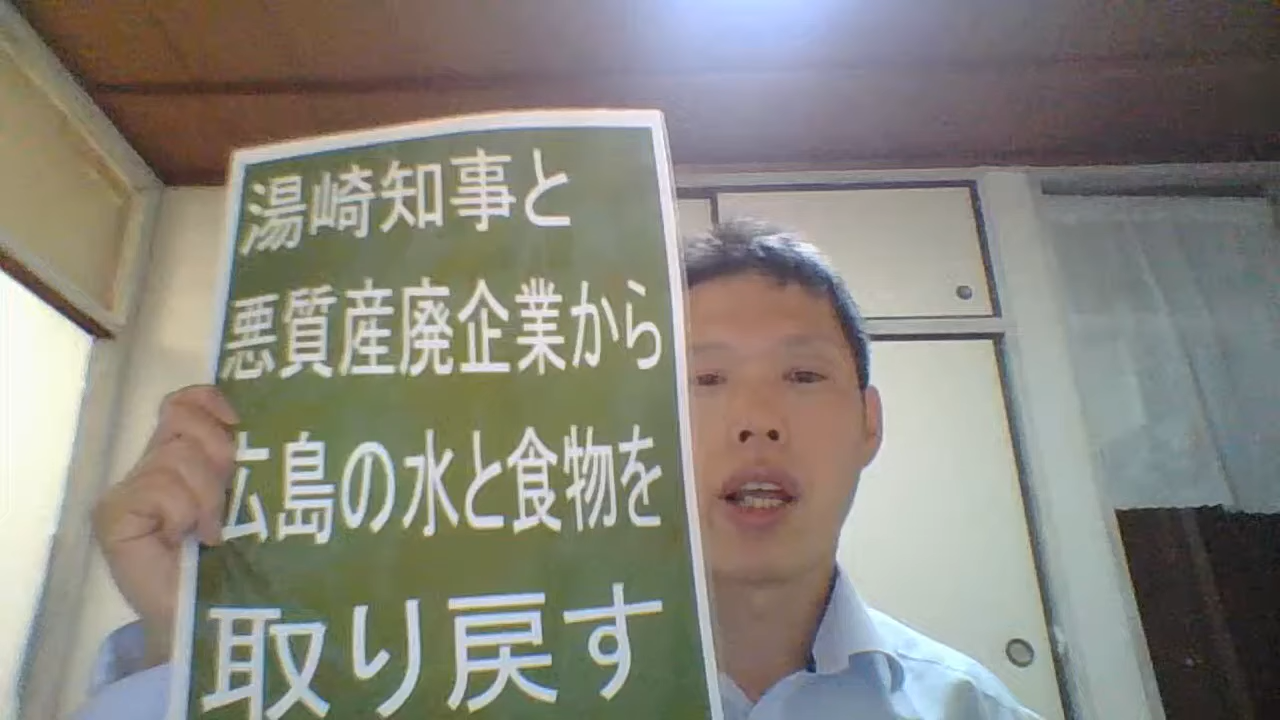 湯崎知事と
悪質産廃企業から
広島の水と食物を
取り戻す